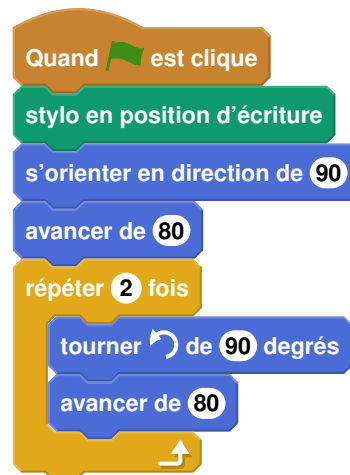 Quand est clique
stylo en position d'écriture
s'orienter en direction de 90
avancer de 80
répéter 2 fois
tourner de 90 degrés
avancer de 80